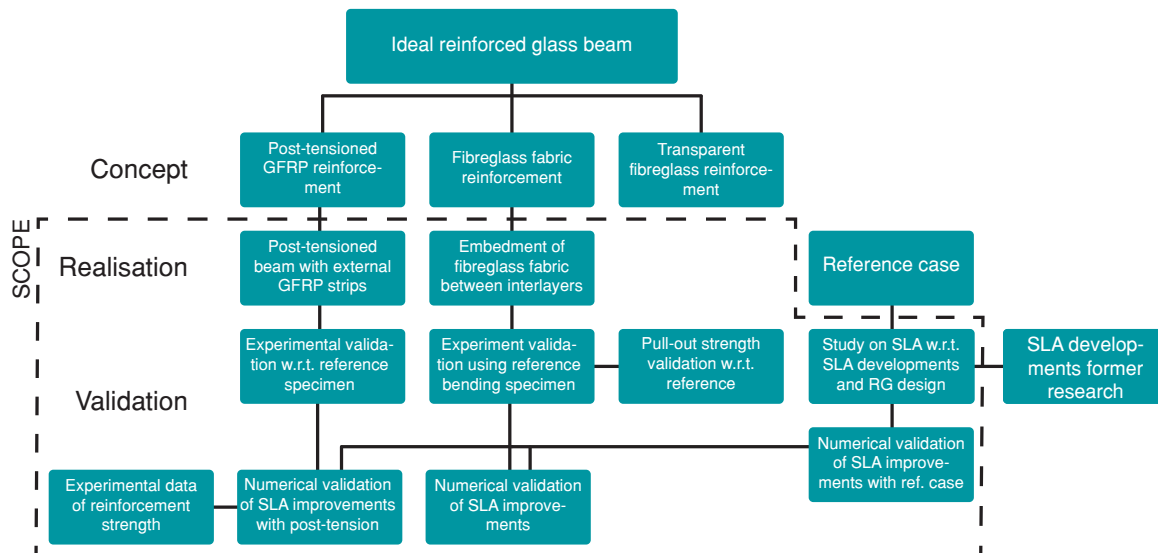 Ideal reinforced glass beam
Concept
Post-tensioned
GFRP reinforce-
ment
Fibreglass fabric
reinforcement
Transparent
fibreglass reinforce-
ment
SCOPE
Realisation
Post-tensioned
beam with external
GFRP strips
Embedment of
fibreglass fabric
between interlayers
Reference case
Validation
Experimental valida-
tion w.r.t. reference
specimen
Experiment valida-
tion using reference
bending specimen
Pull-out strength
validation w.r.t.
reference
Study on SLA w.r.t.
SLA developments
and RG design
SLA develop-
ments former
research
Numerical validation
of SLA improve-
ments with ref. case
Experimental data
of reinforcement
strength
Numerical validation
of SLA improvements
with post-tension
Numerical validation
of SLA improve-
ments